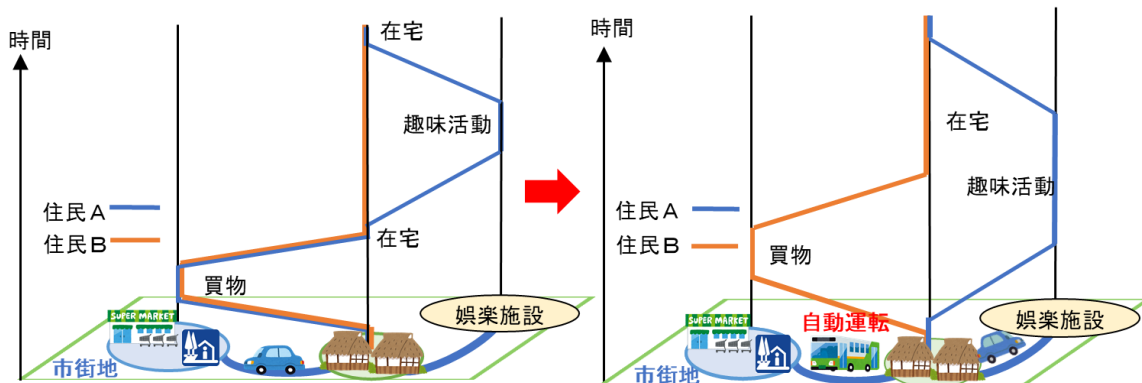 時間
在宅
趣味活動
住民A
住民B
在宅
買物
SUPER MARKET
娯楽施設
市街地
時間
在宅
趣味活動
住民A
住民B
買物
SUPER MARKET
自動運転
娯楽施設
市街地